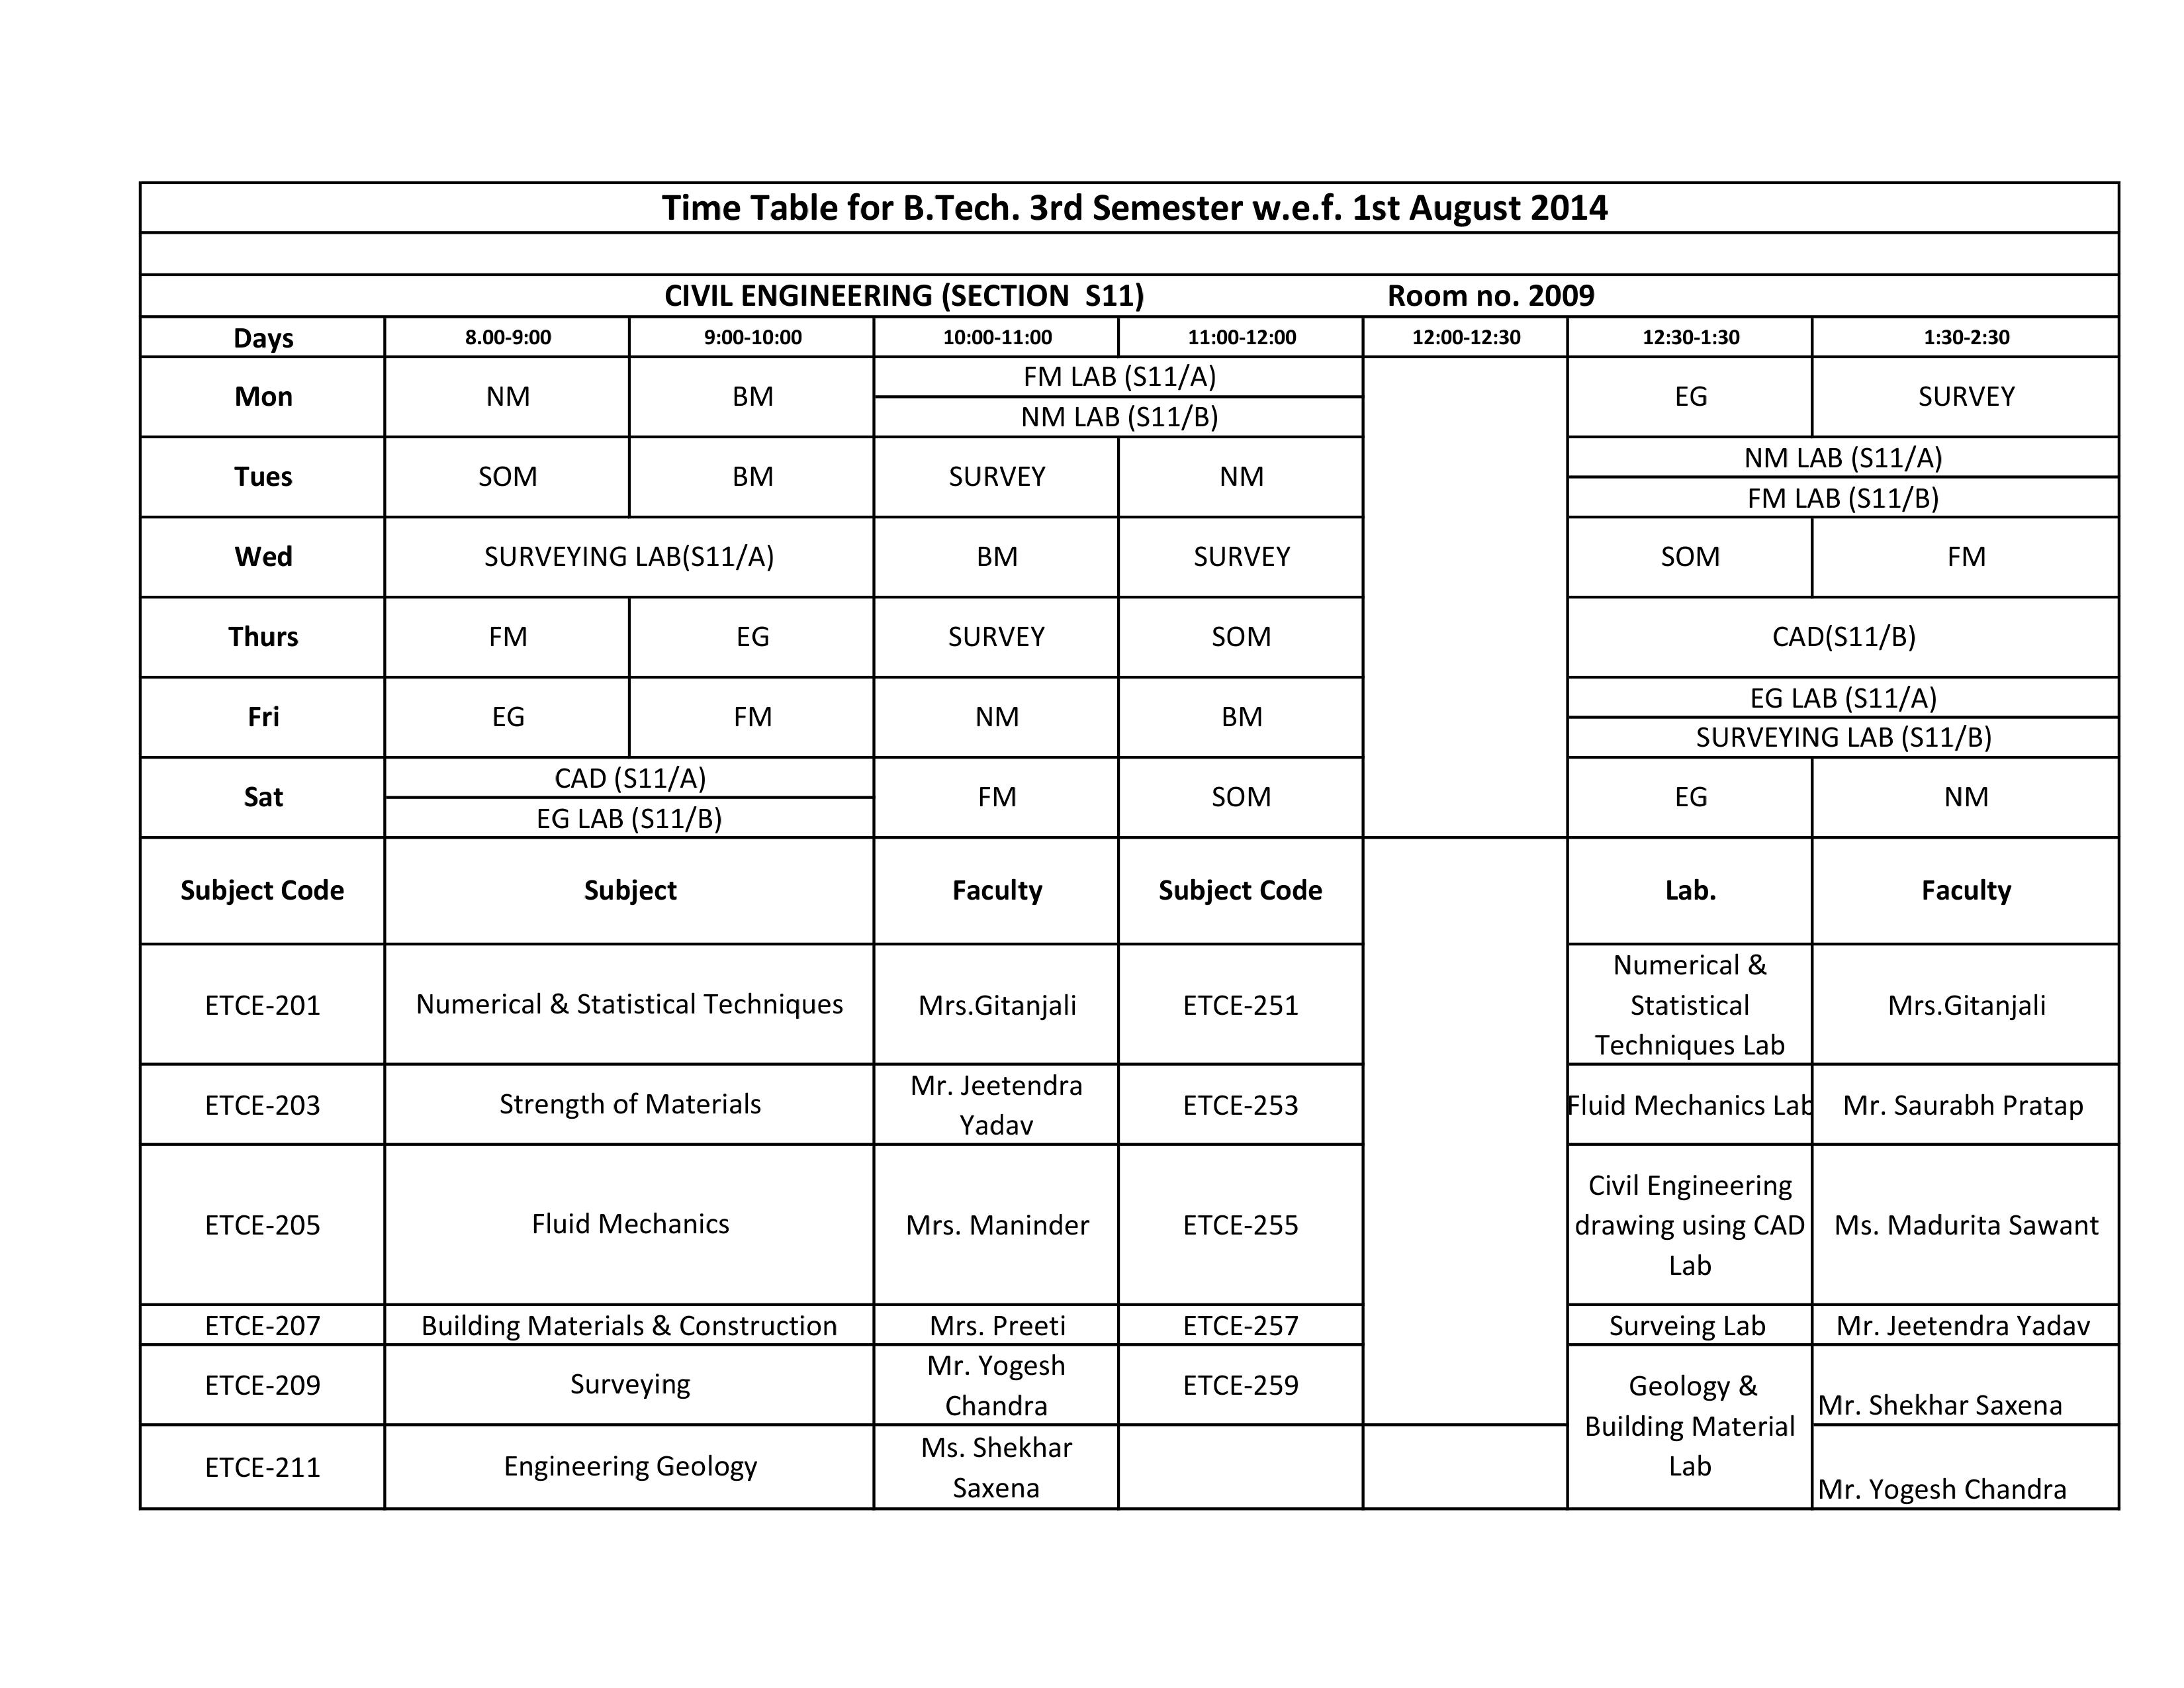 Time Table for B.Tech. 3rd Semester w.e.f. 1st August 2014
CIVIL ENGINEERING (SECTION S11) Room no. 2009
Days 8.00-9:00 9:00-10:00 10:00-11:00 11:00-12:00 12:00-12:30 12:30-1:30 1:30-2:30
Mon NM BM FM LAB (S11/A) EG SURVEY
NM LAB (S11/B)
Tues SOM BM SURVEY NM NM LAB (S11/A)
FM LAB (S11/B)
Wed SURVEYING LAB(S11/A) BM SURVEY SOM FM
Thurs FM EG SURVEY SOM CAD(S11/B)
Fri EG FM NM BM EG LAB (S11/A)
SURVEYING LAB (S11/B)
Sat CAD (S11/A) FM SOM EG NM
EG LAB (S11/B)
Subject Code Subject Faculty Subject Code Lab. Faculty
ETCE-201 Numerical & Statistical Techniques Mrs.Gitanjali ETCE-251 Numerical &
Statistical
Techniques Lab Mrs.Gitanjali
ETCE-203 Strength of Materials Mr. Jeetendra
Yadav ETCE-253 Fluid Mechanics Lab Mr. Saurabh Pratap
ETCE-205 Fluid Mechanics Mrs. Maninder ETCE-255 Civil Engineering
drawing using CAD
Lab Ms. Madurita Sawant
ETCE-207 Building Materials & Construction Mrs. Preeti ETCE-257 Surveing Lab Mr. Jeetendra Yadav
ETCE-209 Surveying Mr. Yogesh
Chandra ETCE-259 Geology &
Building Material
Lab Mr. Shekhar Saxena
ETCE-211 Engineering Geology Ms. Shekhar
Saxena Mr. Yogesh Chandra